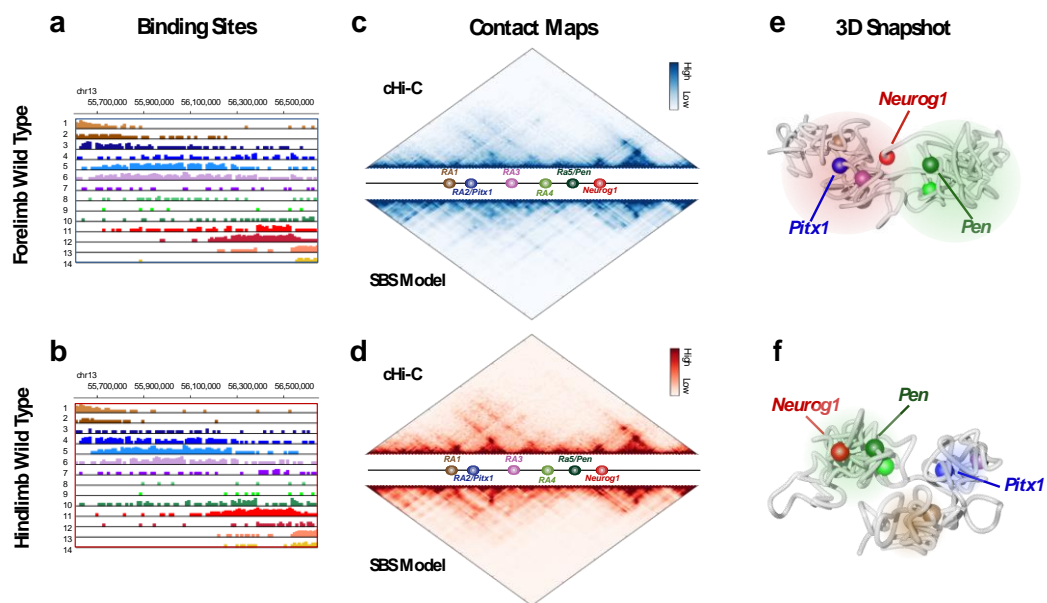 a
Binding Sites
c
Contact Maps
e
3D Snapshot
Forelimb Wild Type
chr13
55,700,000 55,900,000 56,100,000 56,300,000 56,500,000
1
2
3
4
5
6
7
8
9
10
11
12
13
14
cHi-C
High
Low
RA1 RA3 Ra5/Pen
RA2/Pitx1 RA4 Neurog1
SBS Model
Neurog1
Pitx1
Pen
b
d
f
Hindlimb Wild Type
chr13
55,700,000 55,900,000 56,100,000 56,300,000 56,500,000
1
2
3
4
5
6
7
8
9
10
11
12
13
14
cHi-C
High
Low
RA1 RA3 Ra5/Pen
RA2/Pitx1 RA4 Neurog1
SBS Model
Neurog1
Pen
Pitx1